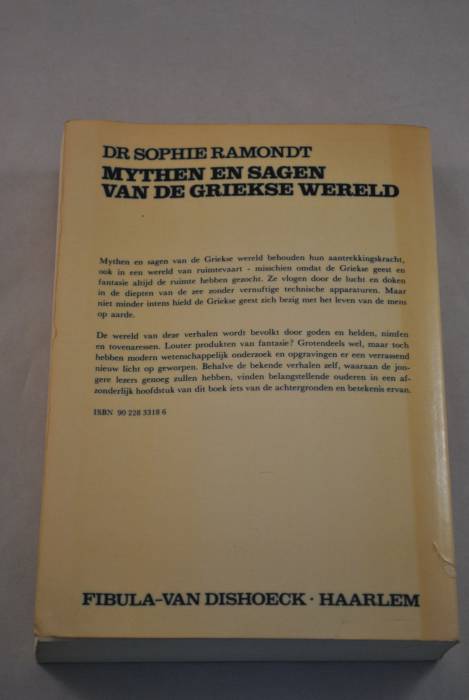 DR SOPHIE RAMONDT
MYTHEN EN SAGEN
VAN DE GRIEKSE WERELD
Mythen en sagen van de Griekse wereld behouden hun aantrekkingskracht,
ook in een wereld van ruimtevaart - misschien omdat de Griekse geest en
fantasie altijd de ruimte hebben gezocht. Ze vlogen door de lucht en doken
in de diepten van de zee zonder vernuftige technische apparaturen. Maar
niet minder intens hield de Griekse geest zich bezig met het leven van de mens
op aarde.
De wereld van deze verhalen wordt bevolkt door goden en helden, nimfen
en tovenaressen. Louter produkten van fantasie? Grotendeels wel, maar toch
hebben modern wetenschappelijk onderzoek en opgravingen er een verrassend
nieuw licht op geworpen. Behalve de bekende verhalen zelf, waaraan de jon-
gere lezers genoeg zullen hebben, vinden belangstellende ouderen in een af-
zonderlijk hoofdstuk van dit boek iets van de achtergronden en betekenis ervan.
ISBN 90 228 3318 6
FIBULA-VAN DISHOECK · HAARLEM